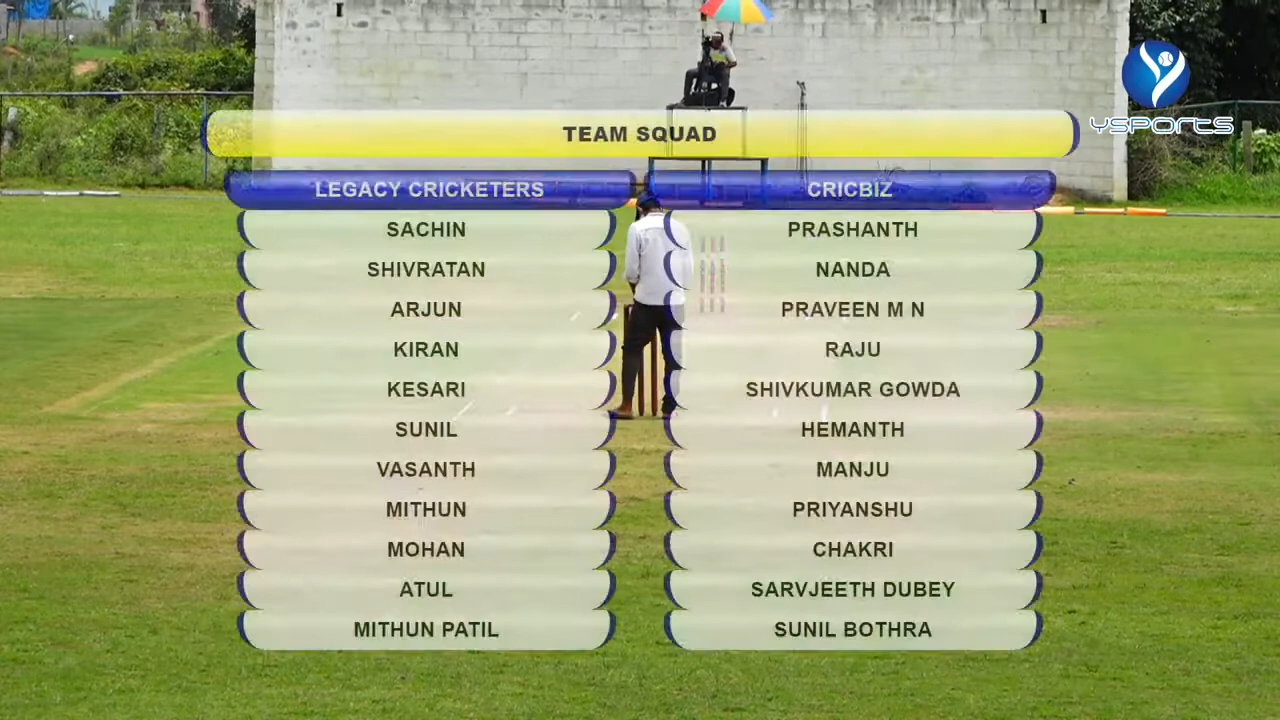 YSPORTS
TEAM SQUAD
LEGACY CRICKETERS
CRICBIZ
SACHIN
PRASHANTH
SHIVRATAN
NANDA
ARJUN
PRAVEEN M N
KIRAN
RAJU
KESARI
SHIVKUMAR GOWDA
SUNIL
HEMANTH
VASANTH
MANJU
MITHUN
PRIYANSHU
MOHAN
CHAKRI
ATUL
SARVJEETH DUBEY
MITHUN PATIL
SUNIL BOTHRA